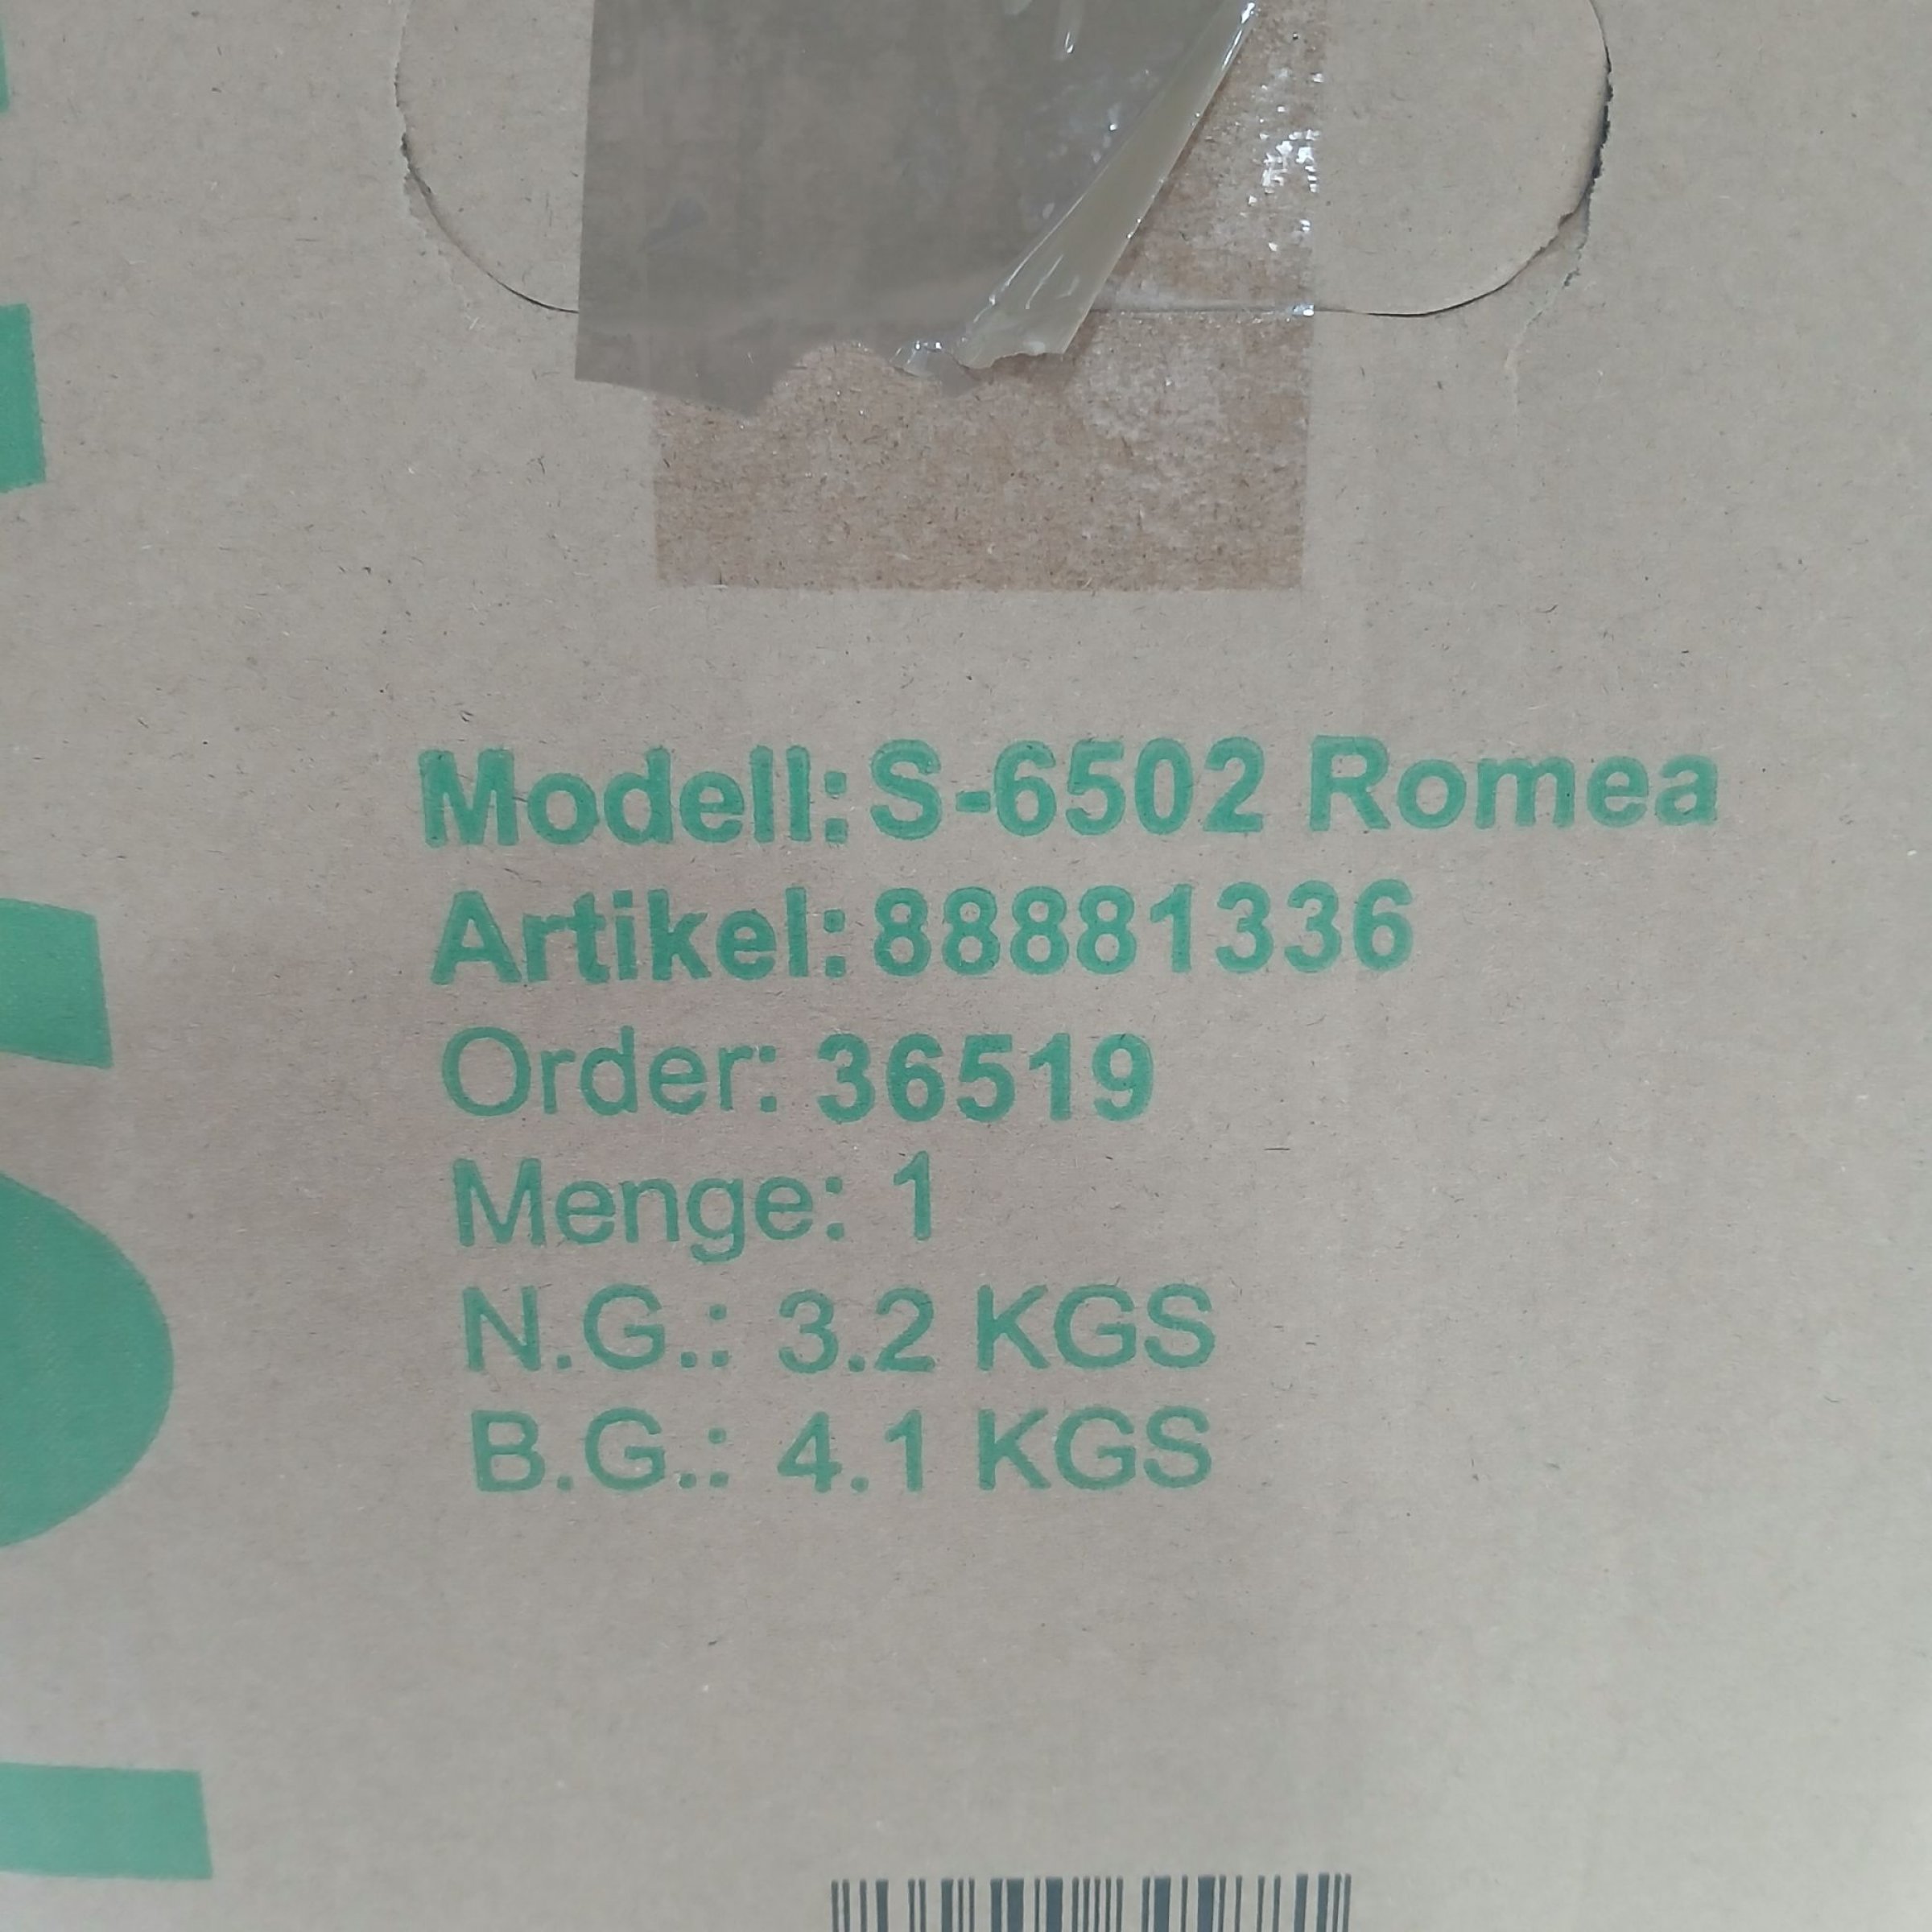 Modell: S-6502 Romea
Artikel: 88881336
Order: 36519
Menge: 1
N.G.: 3.2 KGS
B.G.: 4.1 KGS